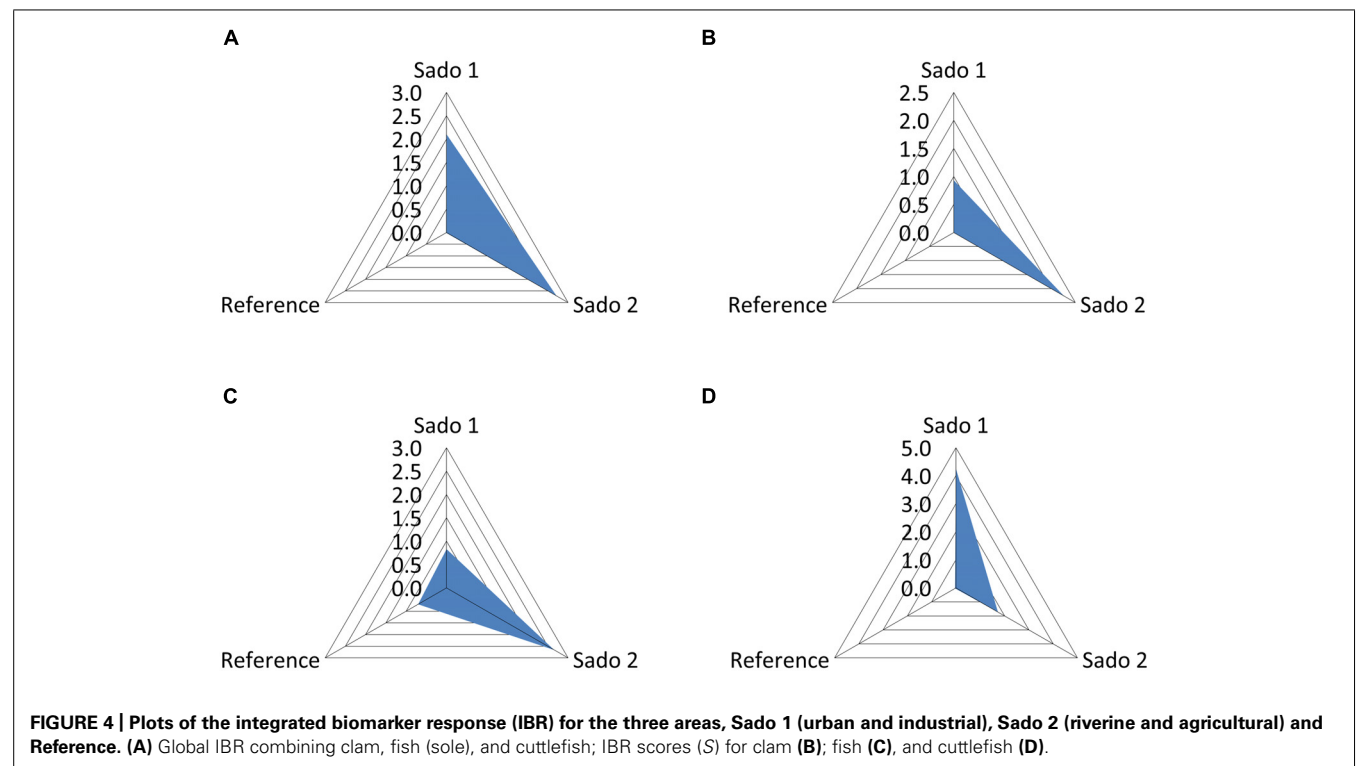 A
Sado 1
3.0
2.5
2.0
1.5
1.0
0.5
0.0
Reference
Sado 2
B
Sado 1
2.5
2.0
1.5
1.0
0.5
0.0
Reference
Sado 2
C
Sado 1
3.0
2.5
2.0
1.5
1.0
0.5
0.0
Reference
Sado 2
D
Sado 1
5.0
4.0
3.0
2.0
1.0
0.0
Reference
Sado 2
FIGURE 4 | Plots of the integrated biomarker response (IBR) for the three areas, Sado 1 (urban and industrial), Sado 2 (riverine and agricultural) and
Reference. (A) Global IBR combining clam, fish (sole), and cuttlefish; IBR scores (S) for clam (B); fish (C), and cuttlefish (D).